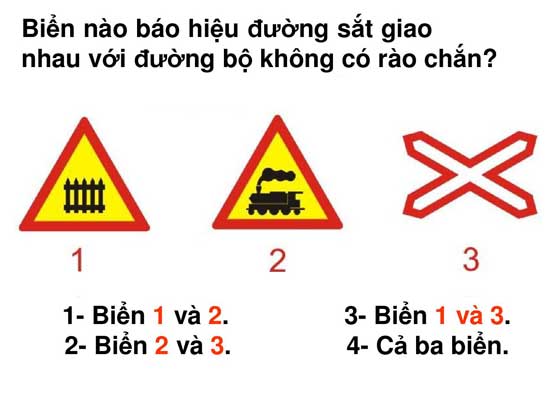 Biển nào báo hiệu đường sắt giao
nhau với đường bộ không có rào chắn?
1 2 3
1- Biển 1 và 2. 3- Biển 1 và 3.
2- Biển 2 và 3. 4- Cả ba biển.